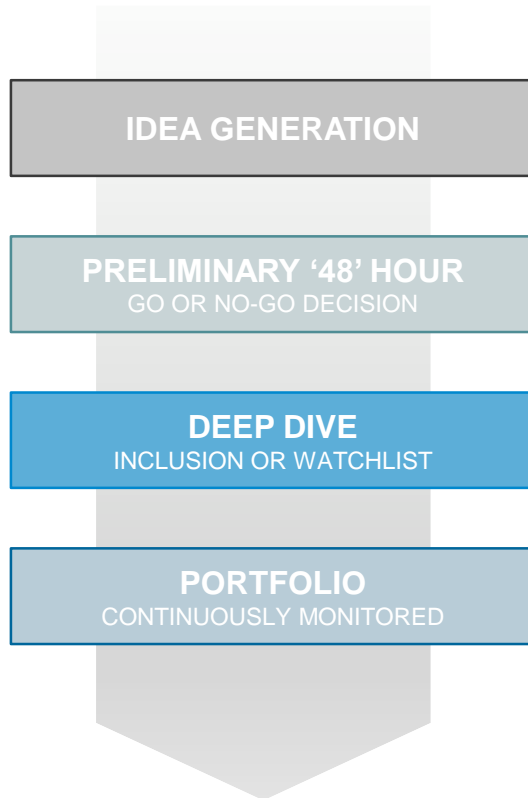 IDEA GENERATION
PRELIMINARY ‘48’ HOUR
GO OR NO-GO DECISION
DEEP DIVE
INCLUSION OR WATCHLIST
PORTFOLIO
CONTINUOUSLY MONITORED